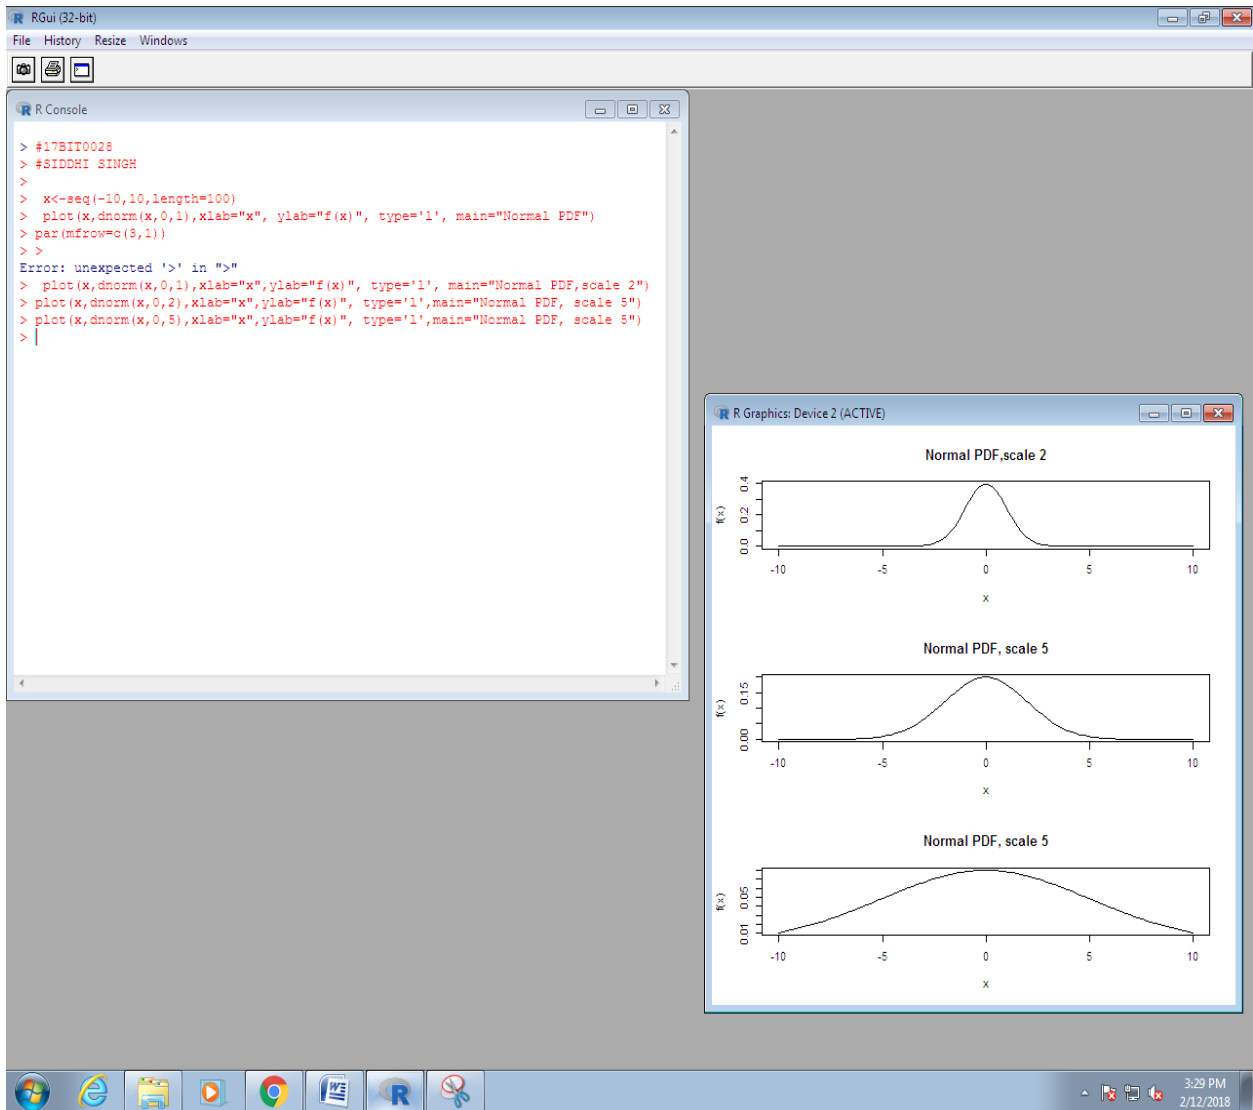 RGui (32-bit)
File History Resize Windows
R Console
> #17BIT0028
> #SIDDHI SINGH
>
>  x<-seq(-10,10,length=100)
>  plot(x,dnorm(x,0,1),xlab="x", ylab="f(x)", type='l', main="Normal PDF")
> par(mfrow=c(3,1))
> >
Error: unexpected '>' in ">"
>  plot(x,dnorm(x,0,1),xlab="x",ylab="f(x)", type='l', main="Normal PDF,scale 2")
> plot(x,dnorm(x,0,2),xlab="x",ylab="f(x)", type='l',main="Normal PDF, scale 5")
> plot(x,dnorm(x,0,5),xlab="x",ylab="f(x)", type='l',main="Normal PDF, scale 5")
>
R Graphics: Device 2 (ACTIVE)
Normal PDF,scale 2
f(x)
0.4
0.2
0.0
-10 -5 0 5 10
x
Normal PDF, scale 5
f(x)
0.15
0.00
-10 -5 0 5 10
x
Normal PDF, scale 5
f(x)
0.05
0.01
-10 -5 0 5 10
x
3:29 PM
2/12/2018